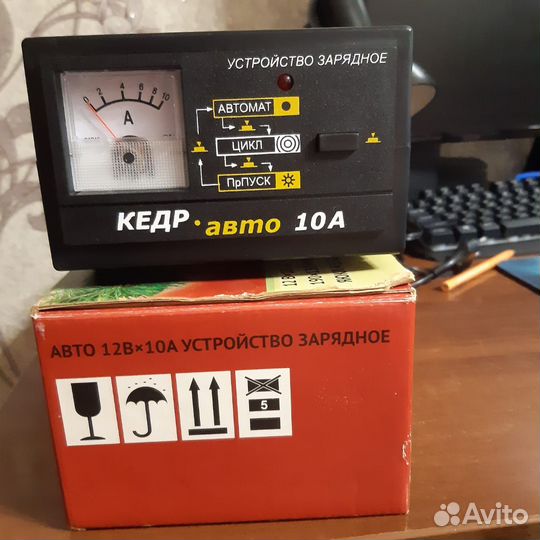 УСТРОЙСТВО ЗАРЯДНОЕ
0 2 4 6 8 10
A
АВТОМАТ
ЦИКЛ
ПрПУСК
КЕДР·авто 10А
АВТО 12В×10А УСТРОЙСТВО ЗАРЯДНОЕ
5
Avito